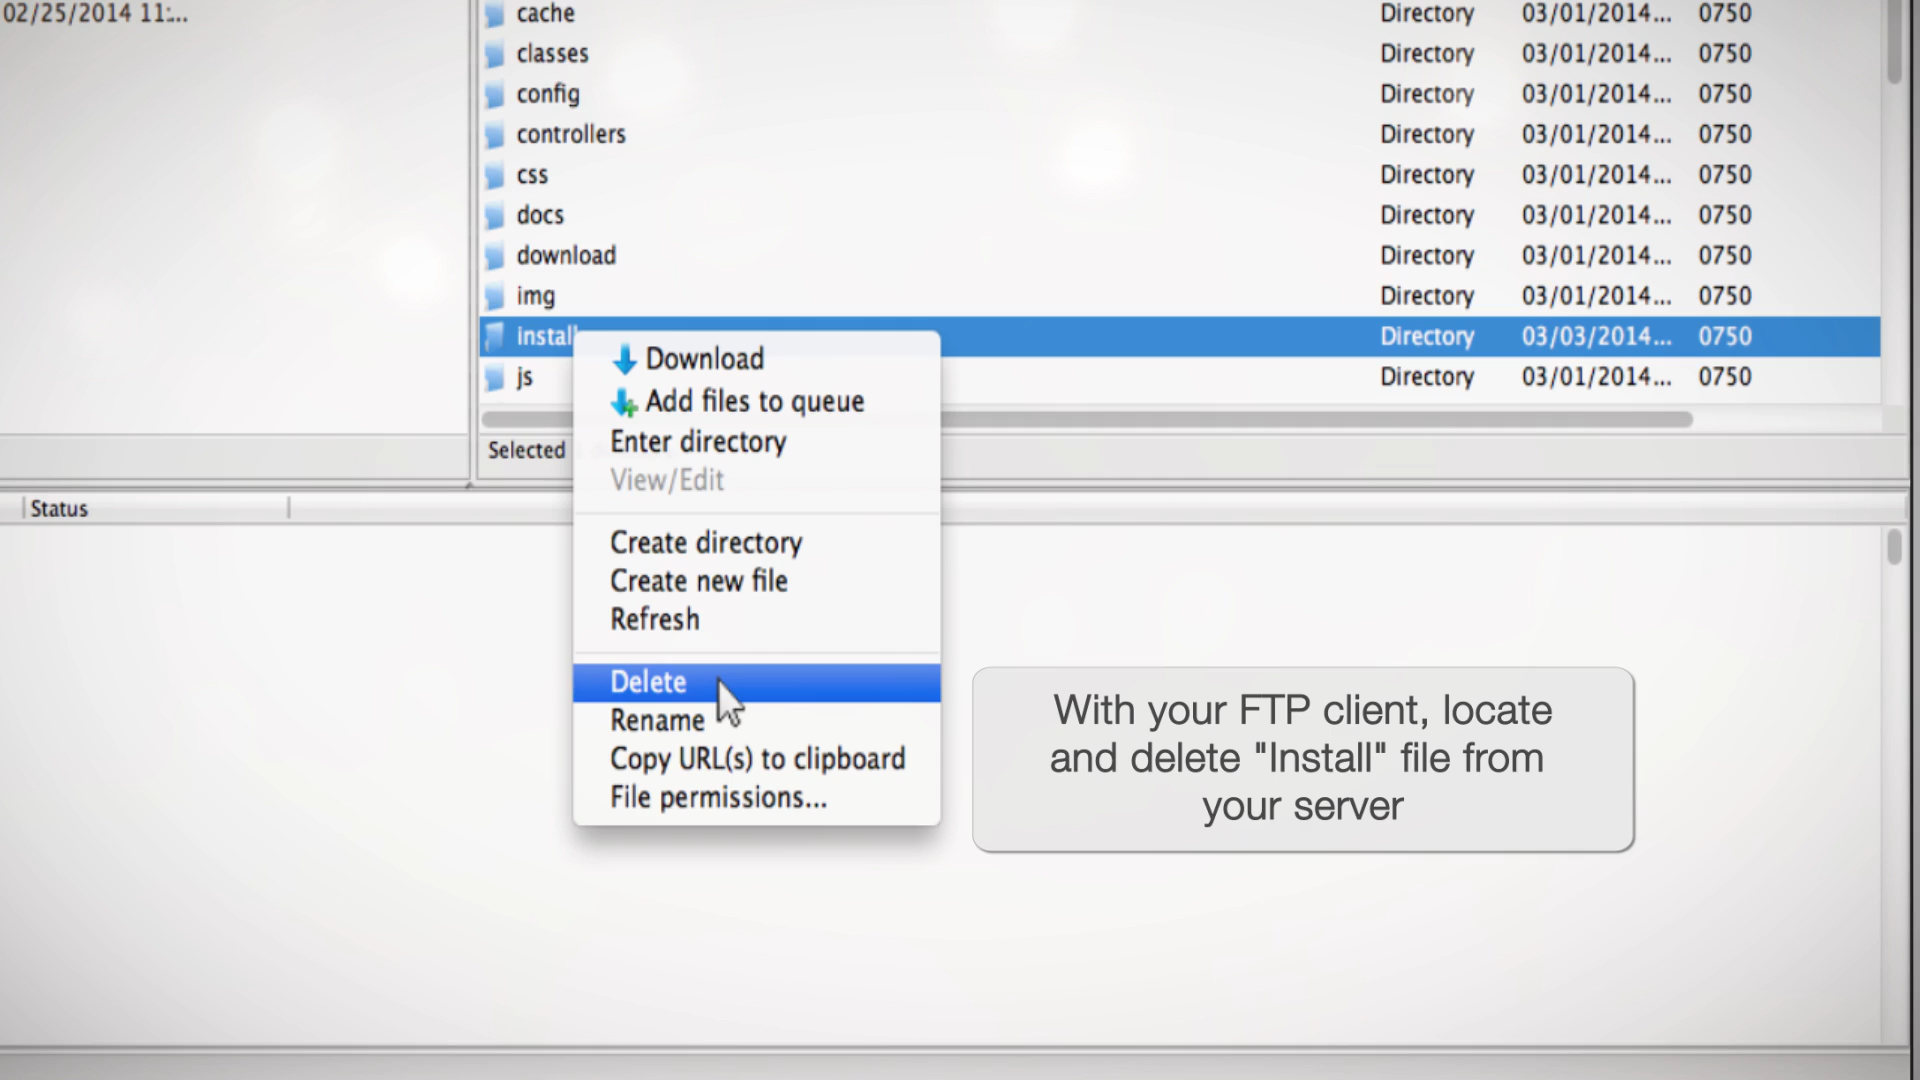 02/25/2014 11:...
cache Directory 03/01/2014... 0750
classes Directory 03/01/2014... 0750
config Directory 03/01/2014... 0750
controllers Directory 03/01/2014... 0750
css Directory 03/01/2014... 0750
docs Directory 03/01/2014... 0750
download Directory 03/01/2014... 0750
img Directory 03/01/2014... 0750
install Directory 03/03/2014... 0750
js Directory 03/01/2014... 0750
Selected
Status
Download
Add files to queue
Enter directory
View/Edit
Create directory
Create new file
Refresh
Delete
Rename
Copy URL(s) to clipboard
File permissions...
With your FTP client, locate
and delete "Install" file from
your server